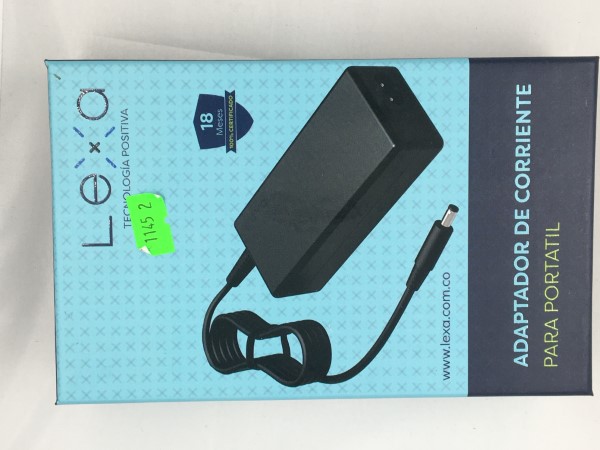 Lexa
TECNOLOGÍA POSITIVA
1145 2
18
Meses
100% CERTIFICADO
www.lexa.com.co
ADAPTADOR DE CORRIENTE
PARA PORTATIL